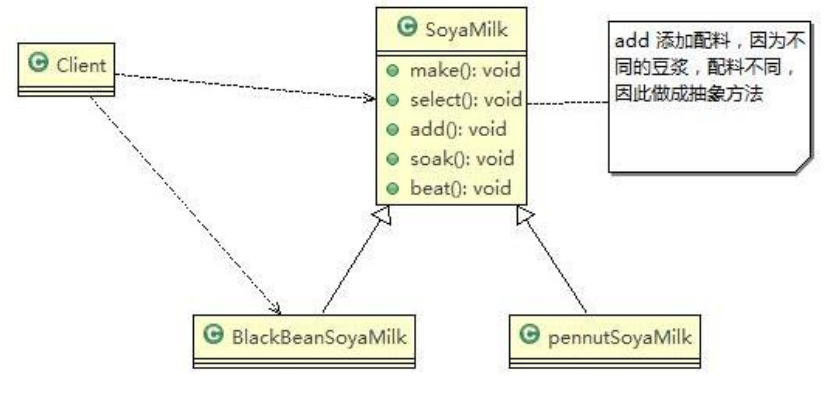 SoyaMilk
make(): void
select(): void
add(): void
soak(): void
beat(): void
Client
add 添加配料，因为不
同的豆浆，配料不同，
因此做成抽象方法
BlackBeanSoyaMilk
pennutSoyaMilk